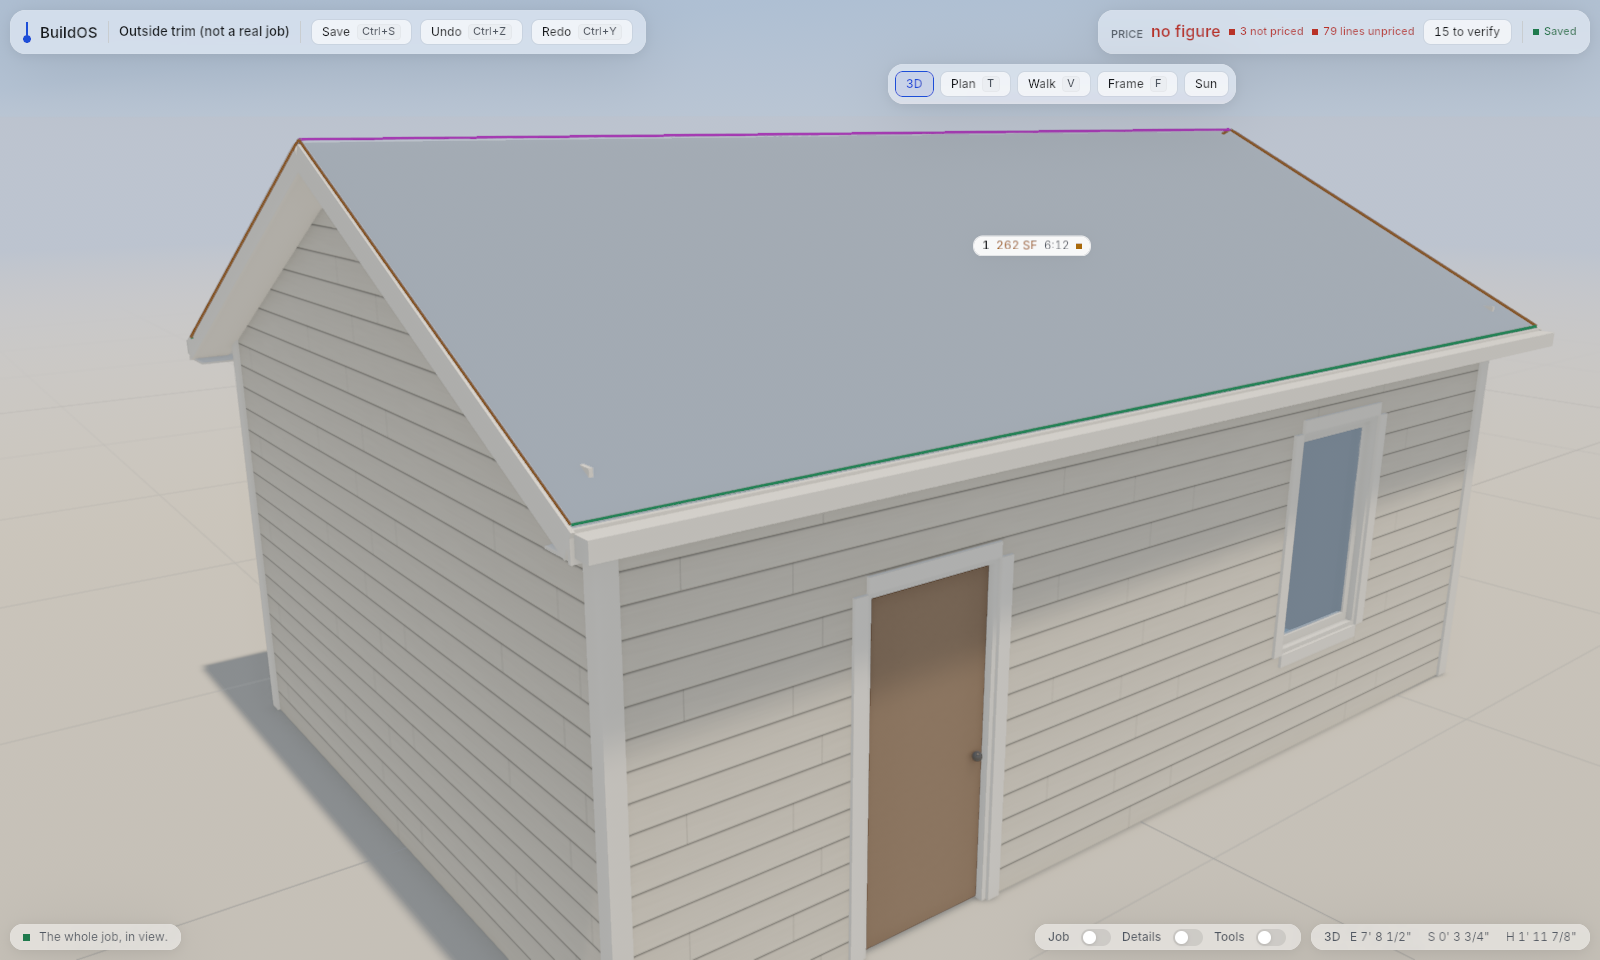 BuildOS
Outside trim (not a real job)
Save Ctrl+S
Undo Ctrl+Z
Redo Ctrl+Y
PRICE no figure
3 not priced
79 lines unpriced
15 to verify
Saved
3D
Plan T
Walk V
Frame F
Sun
1 262 SF 6:12
The whole job, in view.
Job
Details
Tools
3D E 7' 8 1/2" S 0' 3 3/4" H 1' 11 7/8"